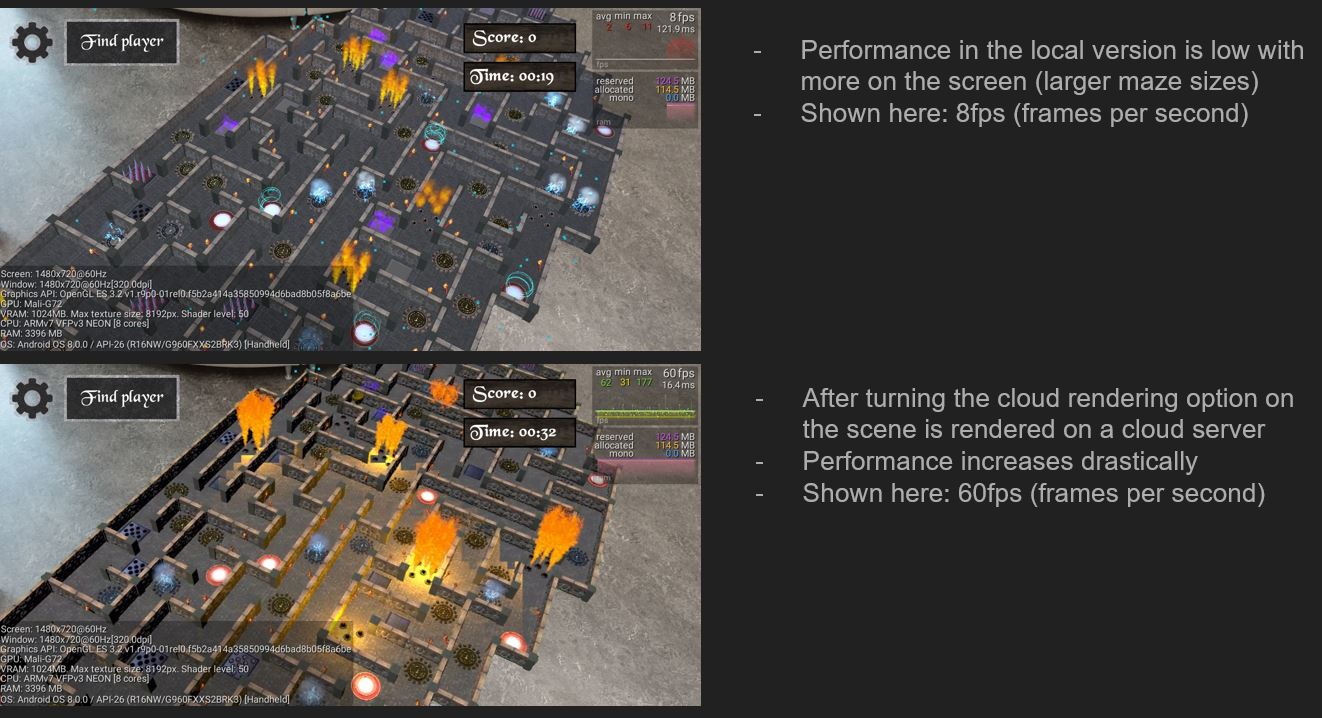 Find player
Score: 0
Time: 00:19
avg min max
2 6 11
8 fps
121.9 ms
fps
reserved 124.5 MB
allocated 114.5 MB
mono 0.0 MB
ram
Screen: 1480x720@60Hz
Window: 1480x720@60Hz[320.0dpi]
Graphics API: OpenGL ES 3.2 v1.r9p0-01rel0.f5b2a414a35850994d6bad8b05f8a6be
GPU: Mali-G72
VRAM: 1024MB. Max texture size: 8192px. Shader level: 50
CPU: ARMv7 VFPv3 NEON [8 cores]
RAM: 3396 MB
OS: Android OS 8.0.0 / API-26 (R16NW/G960FXXS2BRK3) [Handheld]
- Performance in the local version is low with
more on the screen (larger maze sizes)
- Shown here: 8fps (frames per second)
Find player
Score: 0
Time: 00:32
avg min max
62 31 177
60 fps
16.4 ms
fps
reserved 124.5 MB
allocated 114.5 MB
mono 0.0 MB
ram
Screen: 1480x720@60Hz
Window: 1480x720@60Hz[320.0dpi]
Graphics API: OpenGL ES 3.2 v1.r9p0-01rel0.f5b2a414a35850994d6bad8b05f8a6be
GPU: Mali-G72
VRAM: 1024MB. Max texture size: 8192px. Shader level: 50
CPU: ARMv7 VFPv3 NEON [8 cores]
RAM: 3396 MB
OS: Android OS 8.0.0 / API-26 (R16NW/G960FXXS2BRK3) [Handheld]
- After turning the cloud rendering option on
the scene is rendered on a cloud server
- Performance increases drastically
- Shown here: 60fps (frames per second)